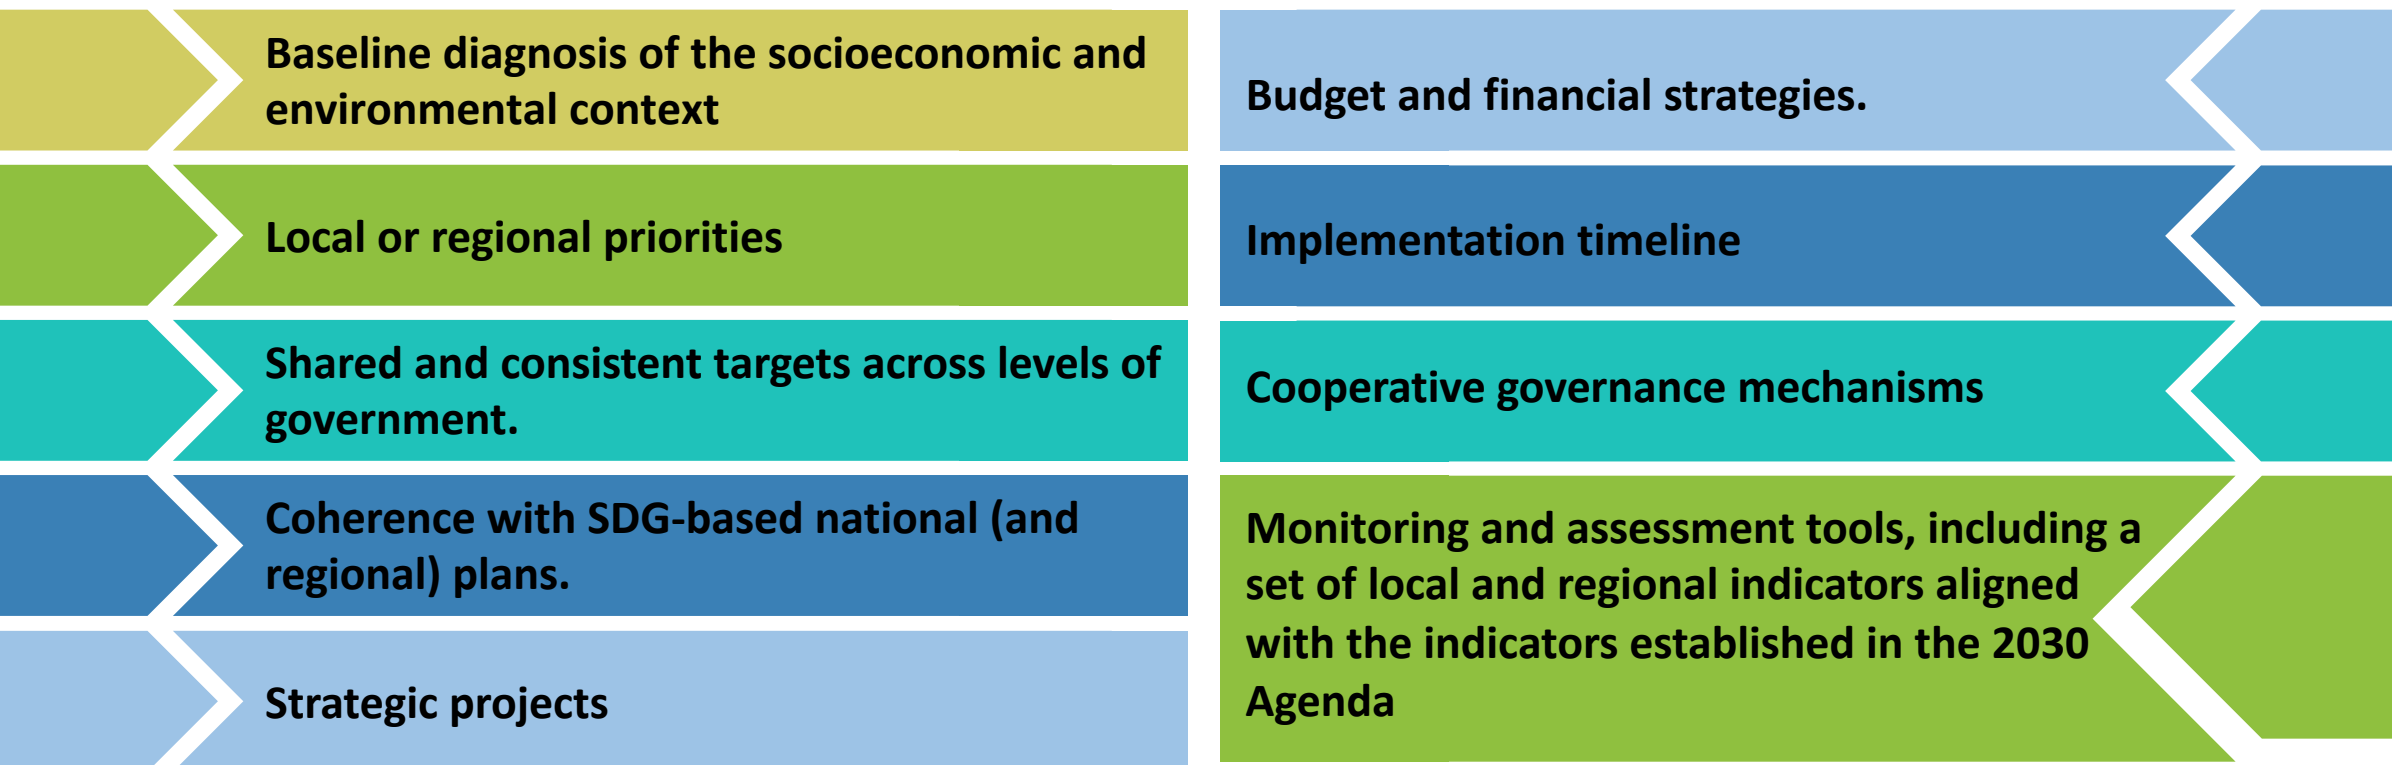 Baseline diagnosis of the socioeconomic and
environmental context
Local or regional priorities
Shared and consistent targets across levels of
government.
Coherence with SDG-based national (and
regional) plans.
Strategic projects
Budget and financial strategies.
Implementation timeline
Cooperative governance mechanisms
Monitoring and assessment tools, including a
set of local and regional indicators aligned
with the indicators established in the 2030
Agenda